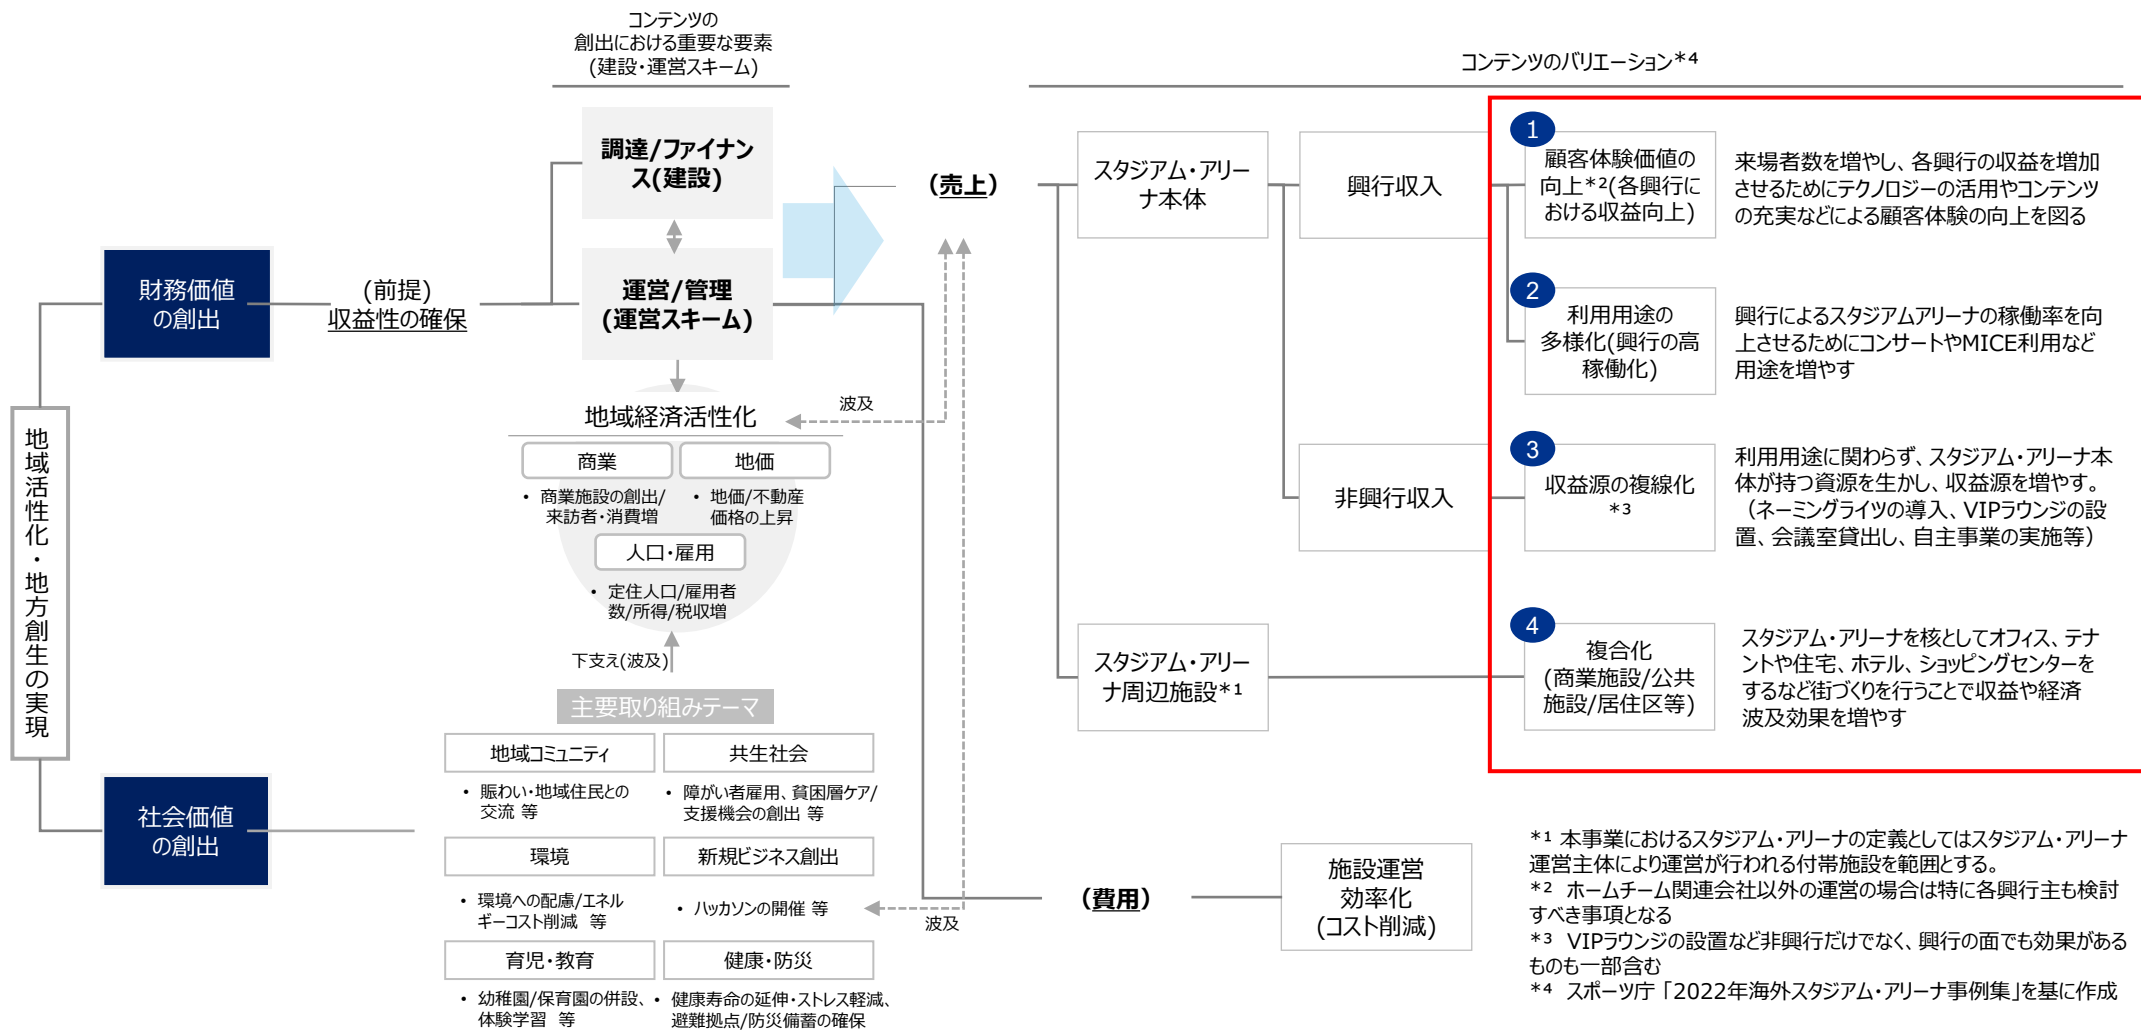 コンテンツの
創出における重要な要素
(建設・運営スキーム)
コンテンツのバリエーション*4
地域活性化・地方創生の実現
財務価値
の創出
(前提)
収益性の確保
調達/ファイナン
ス(建設)
運営/管理
(運営スキーム)
地域経済活性化
波及
商業
地価
• 商業施設の創出/
来訪者・消費増
• 地価/不動産
価格の上昇
人口・雇用
• 定住人口/雇用者
数/所得/税収増
下支え(波及)
主要取り組みテーマ
社会価値
の創出
地域コミュニティ
共生社会
• 賑わい・地域住民との
交流 等
• 障がい者雇用、貧困層ケア/
支援機会の創出 等
環境
新規ビジネス創出
• 環境への配慮/エネル
ギーコスト削減 等
• ハッカソンの開催 等
波及
育児・教育
健康・防災
• 幼稚園/保育園の併設、
体験学習 等
• 健康寿命の延伸・ストレス軽減、
避難拠点/防災備蓄の確保
(売上)
スタジアム・アリー
ナ本体
興行収入
1
顧客体験価値の
向上*2(各興行に
おける収益向上)
来場者数を増やし、各興行の収益を増加
させるためにテクノロジーの活用やコンテンツ
の充実などによる顧客体験の向上を図る
2
利用用途の
多様化(興行の高
稼働化)
興行によるスタジアムアリーナの稼働率を向
上させるためにコンサートやMICE利用など
用途を増やす
非興行収入
3
収益源の複線化
*3
利用用途に関わらず、スタジアム・アリーナ本
体が持つ資源を生かし、収益源を増やす。
(ネーミングライツの導入、VIPラウンジの設
置、会議室貸出し、自主事業の実施等)
スタジアム・アリー
ナ周辺施設*1
4
複合化
(商業施設/公共
施設/居住区等)
スタジアム・アリーナを核としてオフィス、テナ
ントや住宅、ホテル、ショッピングセンターを
するなど街づくりを行うことで収益や経済
波及効果を増やす
(費用)
施設運営
効率化
(コスト削減)
*1 本事業におけるスタジアム・アリーナの定義としてはスタジアム・アリーナ
運営主体により運営が行われる付帯施設を範囲とする。
*2 ホームチーム関連会社以外の運営の場合は特に各興行主も検討
すべき事項となる
*3 VIPラウンジの設置など非興行だけでなく、興行の面でも効果がある
ものも一部含む
*4 スポーツ庁「2022年海外スタジアム・アリーナ事例集」を基に作成